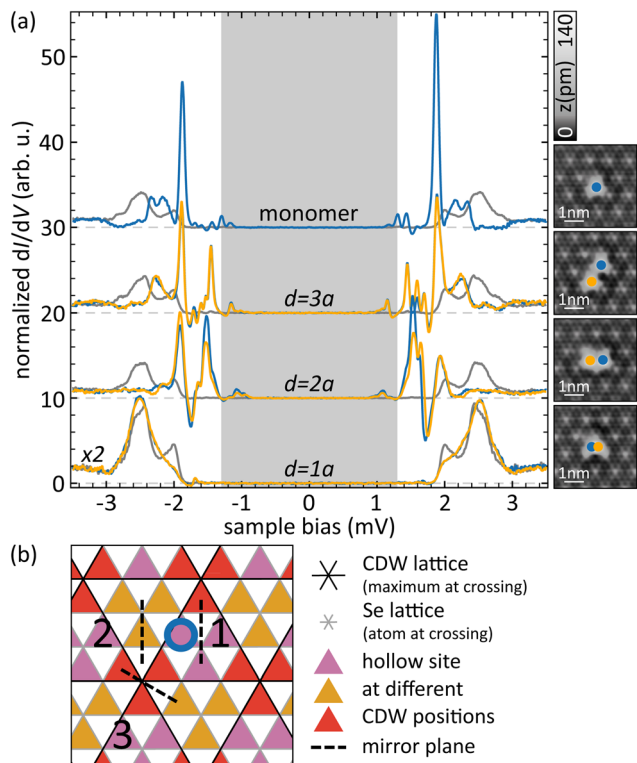 (a)
50
40
30
20
10
0
normalized dI/dV (arb. u.)
monomer
d=3a
d=2a
d=1a
x2
-3
-2
-1
0
1
2
3
sample bias (mV)
0 z(pm) 140
1nm
1nm
1nm
1nm
(b)
2
1
3
CDW lattice
(maximum at crossing)
Se lattice
(atom at crossing)
hollow site
at different
CDW positions
mirror plane